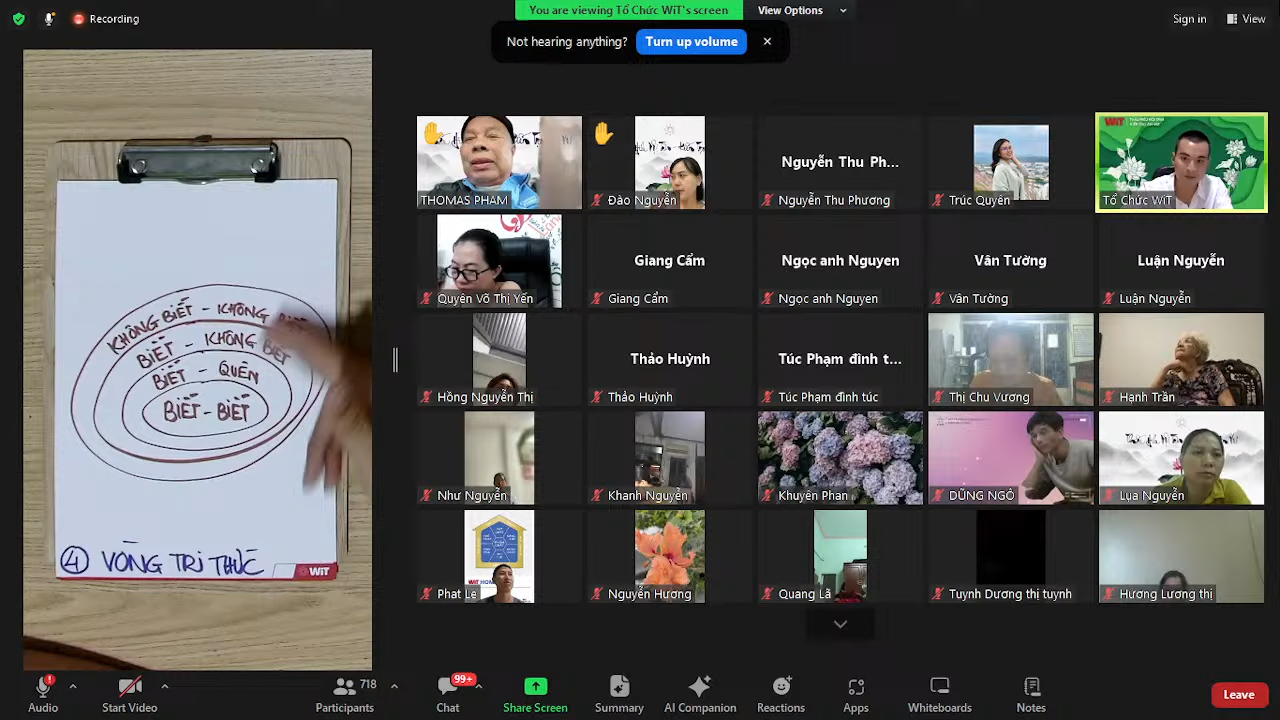 You are viewing Tổ Chức WiT's screen
View Options
Recording
Sign in
View
Not hearing anything?
Turn up volume
KHÔNG BIẾT - KHÔNG
BIẾT - KHÔNG BIẾT
BIẾT - QUÊN
BIẾT - BIẾT
4 VÒNG TRI THỨC
WiT
THOMAS PHAM
Đào Nguyễn
Nguyễn Thu Ph...
Nguyễn Thu Phương
Trúc Quyên
WiT
Tổ Chức WiT
Quyên Võ Thị Yến
Giang Cẩm
Giang Cẩm
Ngọc anh Nguyen
Ngọc anh Nguyen
Vân Tường
Vân Tường
Luận Nguyễn
Luận Nguyễn
Hồng Nguyễn Thị
Thảo Huỳnh
Thảo Huỳnh
Túc Phạm đình t...
Túc Phạm đình túc
Thị Chu Vương
Hạnh Trần
Như Nguyễn
Khanh Nguyễn
Khuyên Phan
DŨNG NGÔ
Lụa Nguyễn
Phat Le
Nguyễn Hương
Quang Lã
Tuynh Dương thị tuynh
Hương Lương thị
Audio
Start Video
718
Participants
99+
Chat
Share Screen
Summary
AI Companion
Reactions
Apps
Whiteboards
Notes
Leave